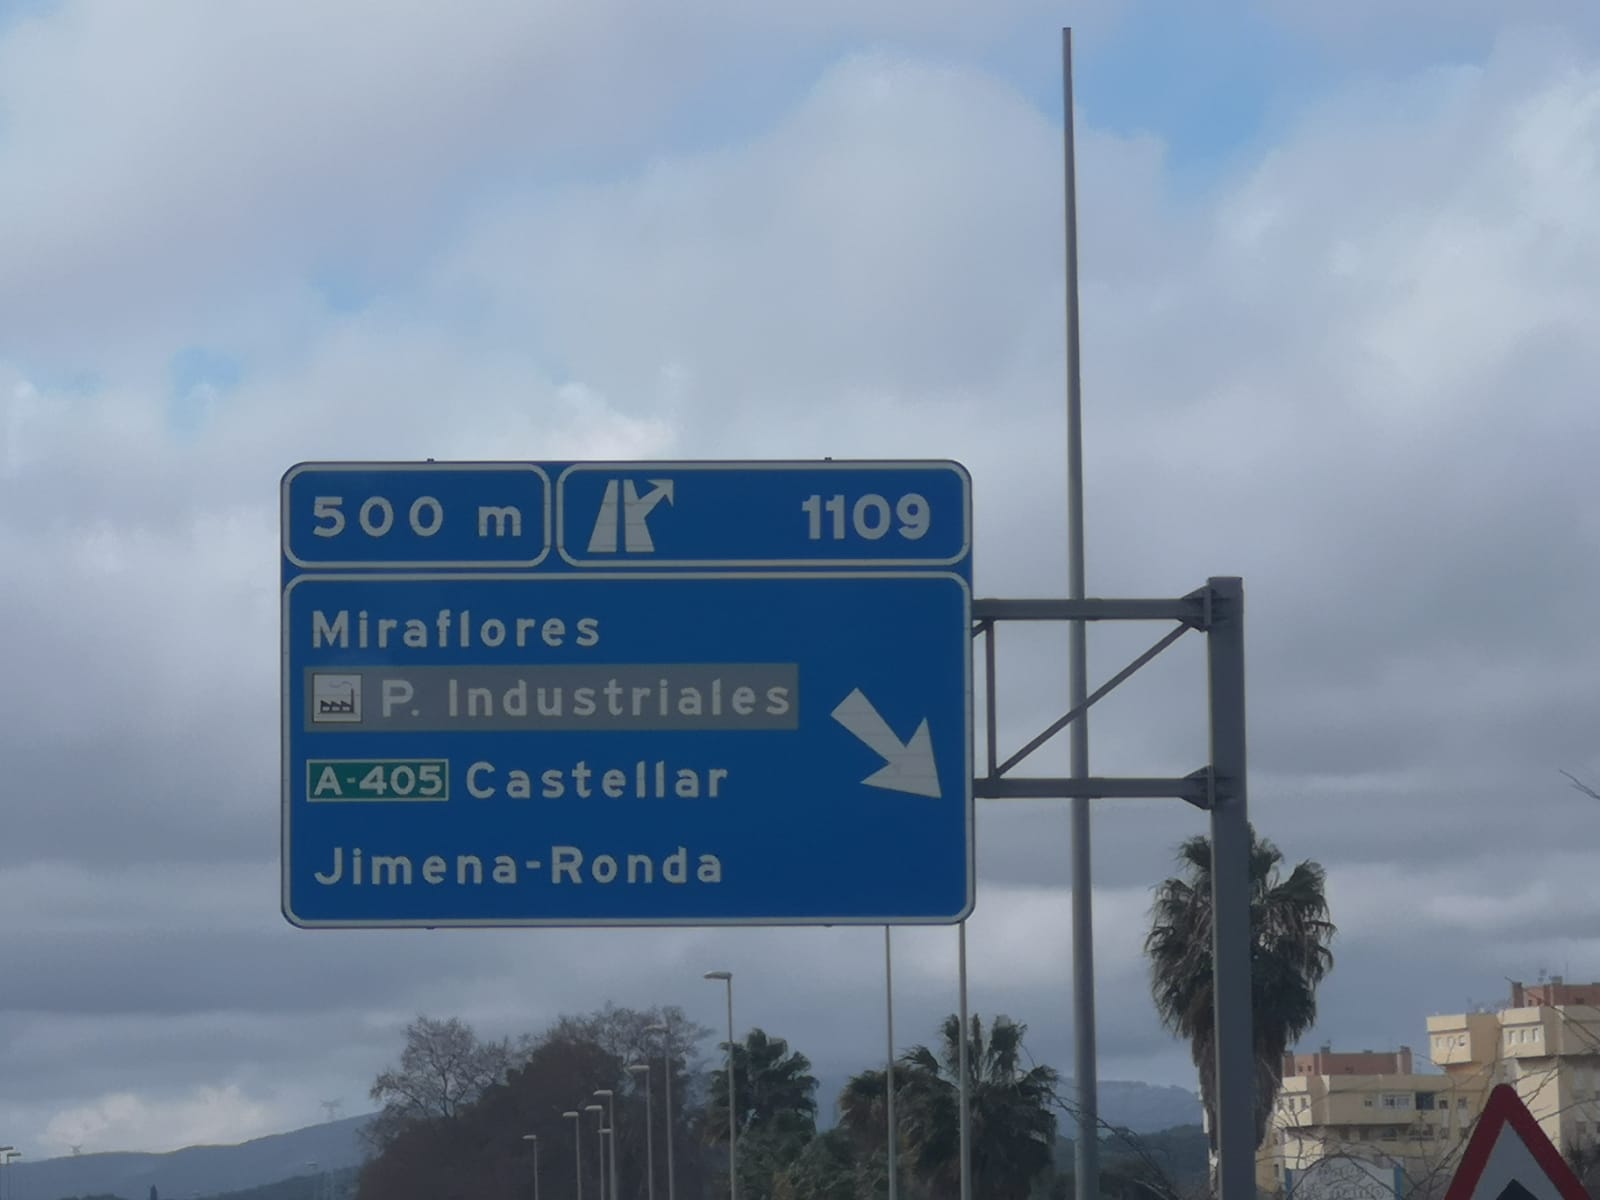 500 m
1109
Miraflores
P. Industriales
A-405 Castellar
Jimena-Ronda